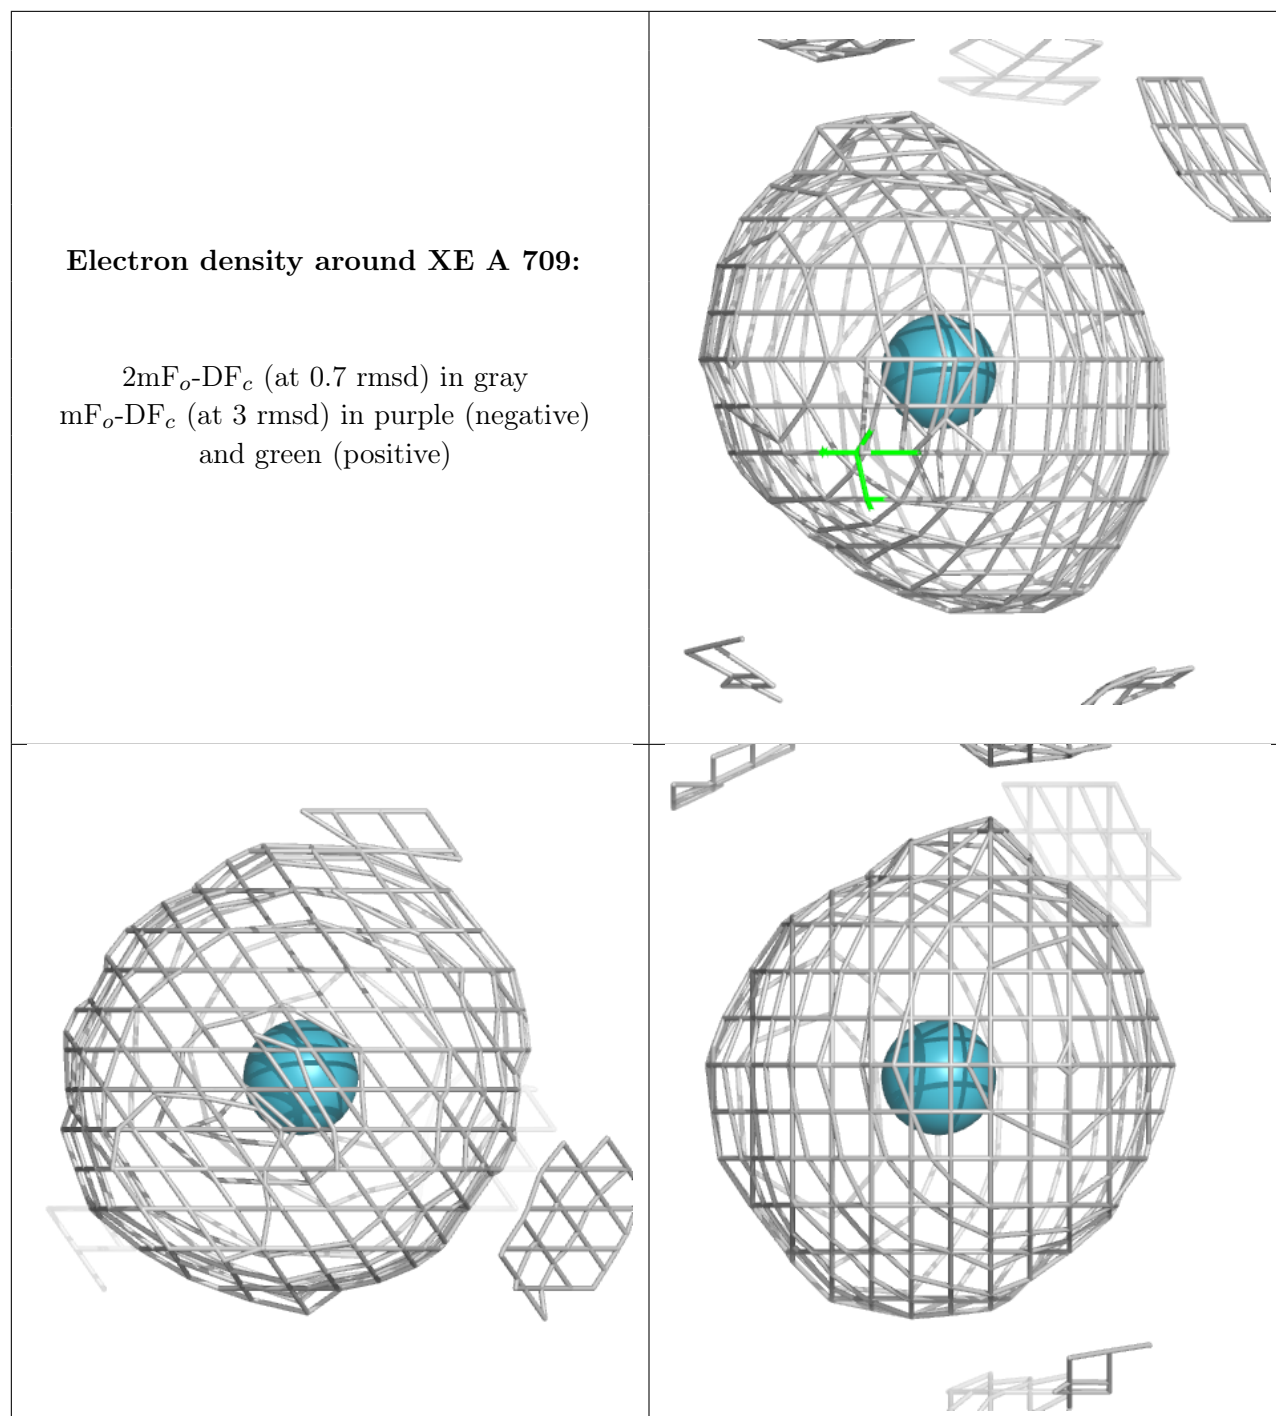 Electron density around XE A 709:
2mFo-DFc (at 0.7 rmsd) in gray
mFo-DFc (at 3 rmsd) in purple (negative)
and green (positive)